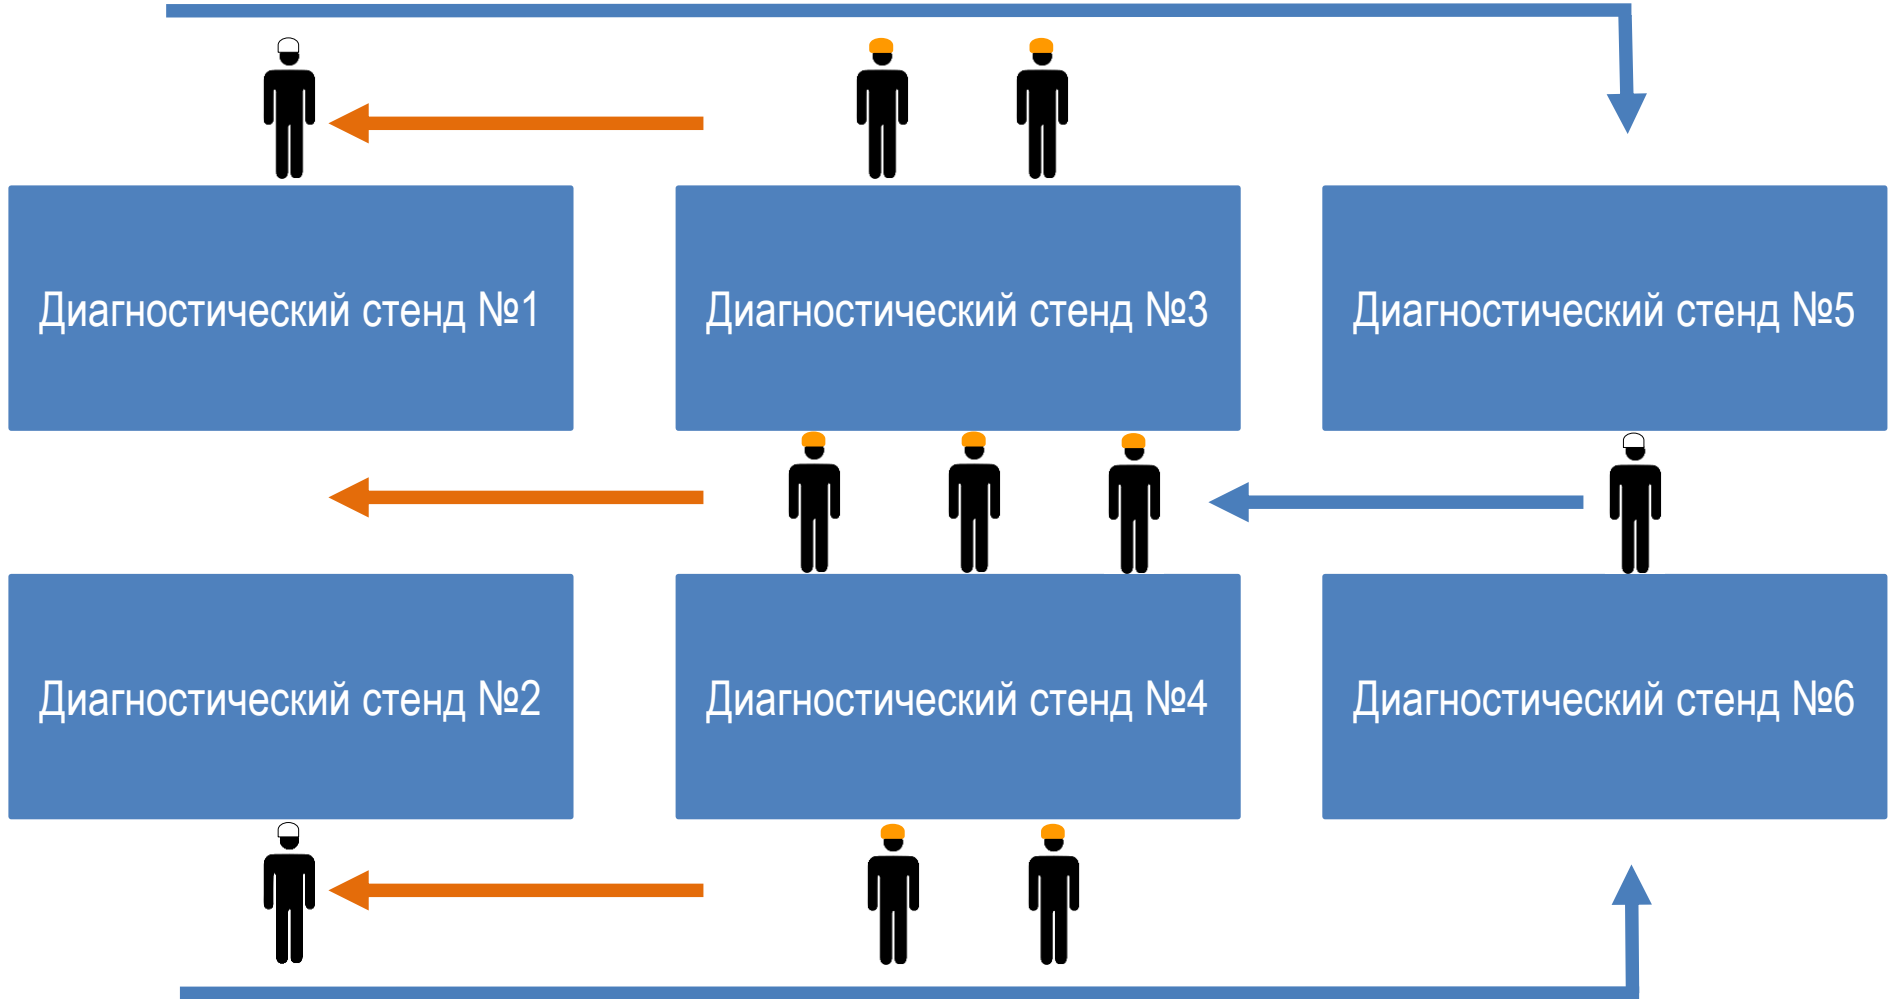 Диагностический стенд №1
Диагностический стенд №3
Диагностический стенд №5
Диагностический стенд №2
Диагностический стенд №4
Диагностический стенд №6